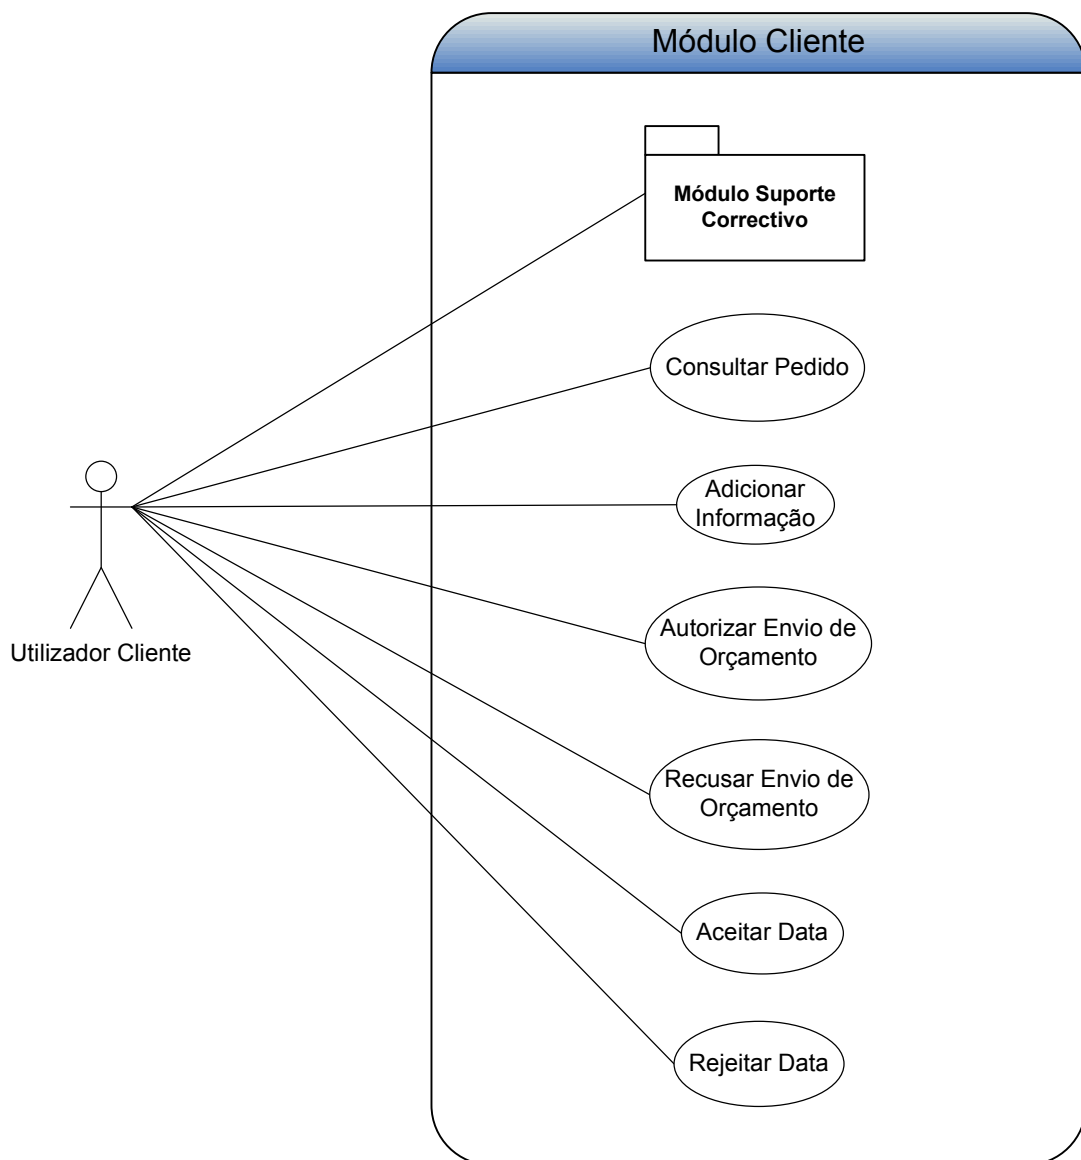 Módulo Cliente
Módulo Suporte
Correctivo
Consultar Pedido
Adicionar
Informação
Autorizar Envio de
Orçamento
Utilizador Cliente
Recusar Envio de
Orçamento
Aceitar Data
Rejeitar Data